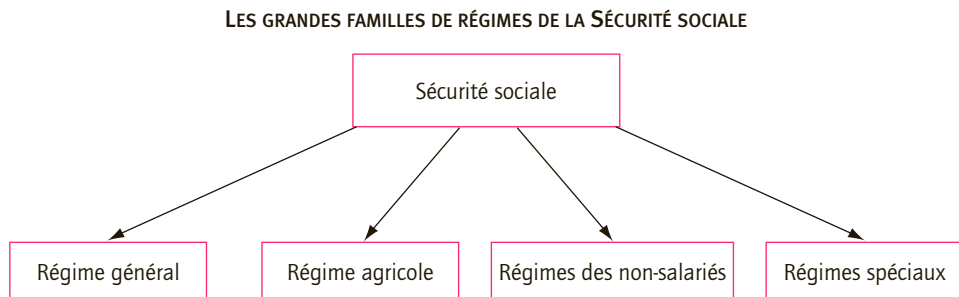 LES GRANDES FAMILLES DE RÉGIMES DE LA SÉCURITÉ SOCIALE
Sécurité sociale
Régime général
Régime agricole
Régimes des non-salariés
Régimes spéciaux